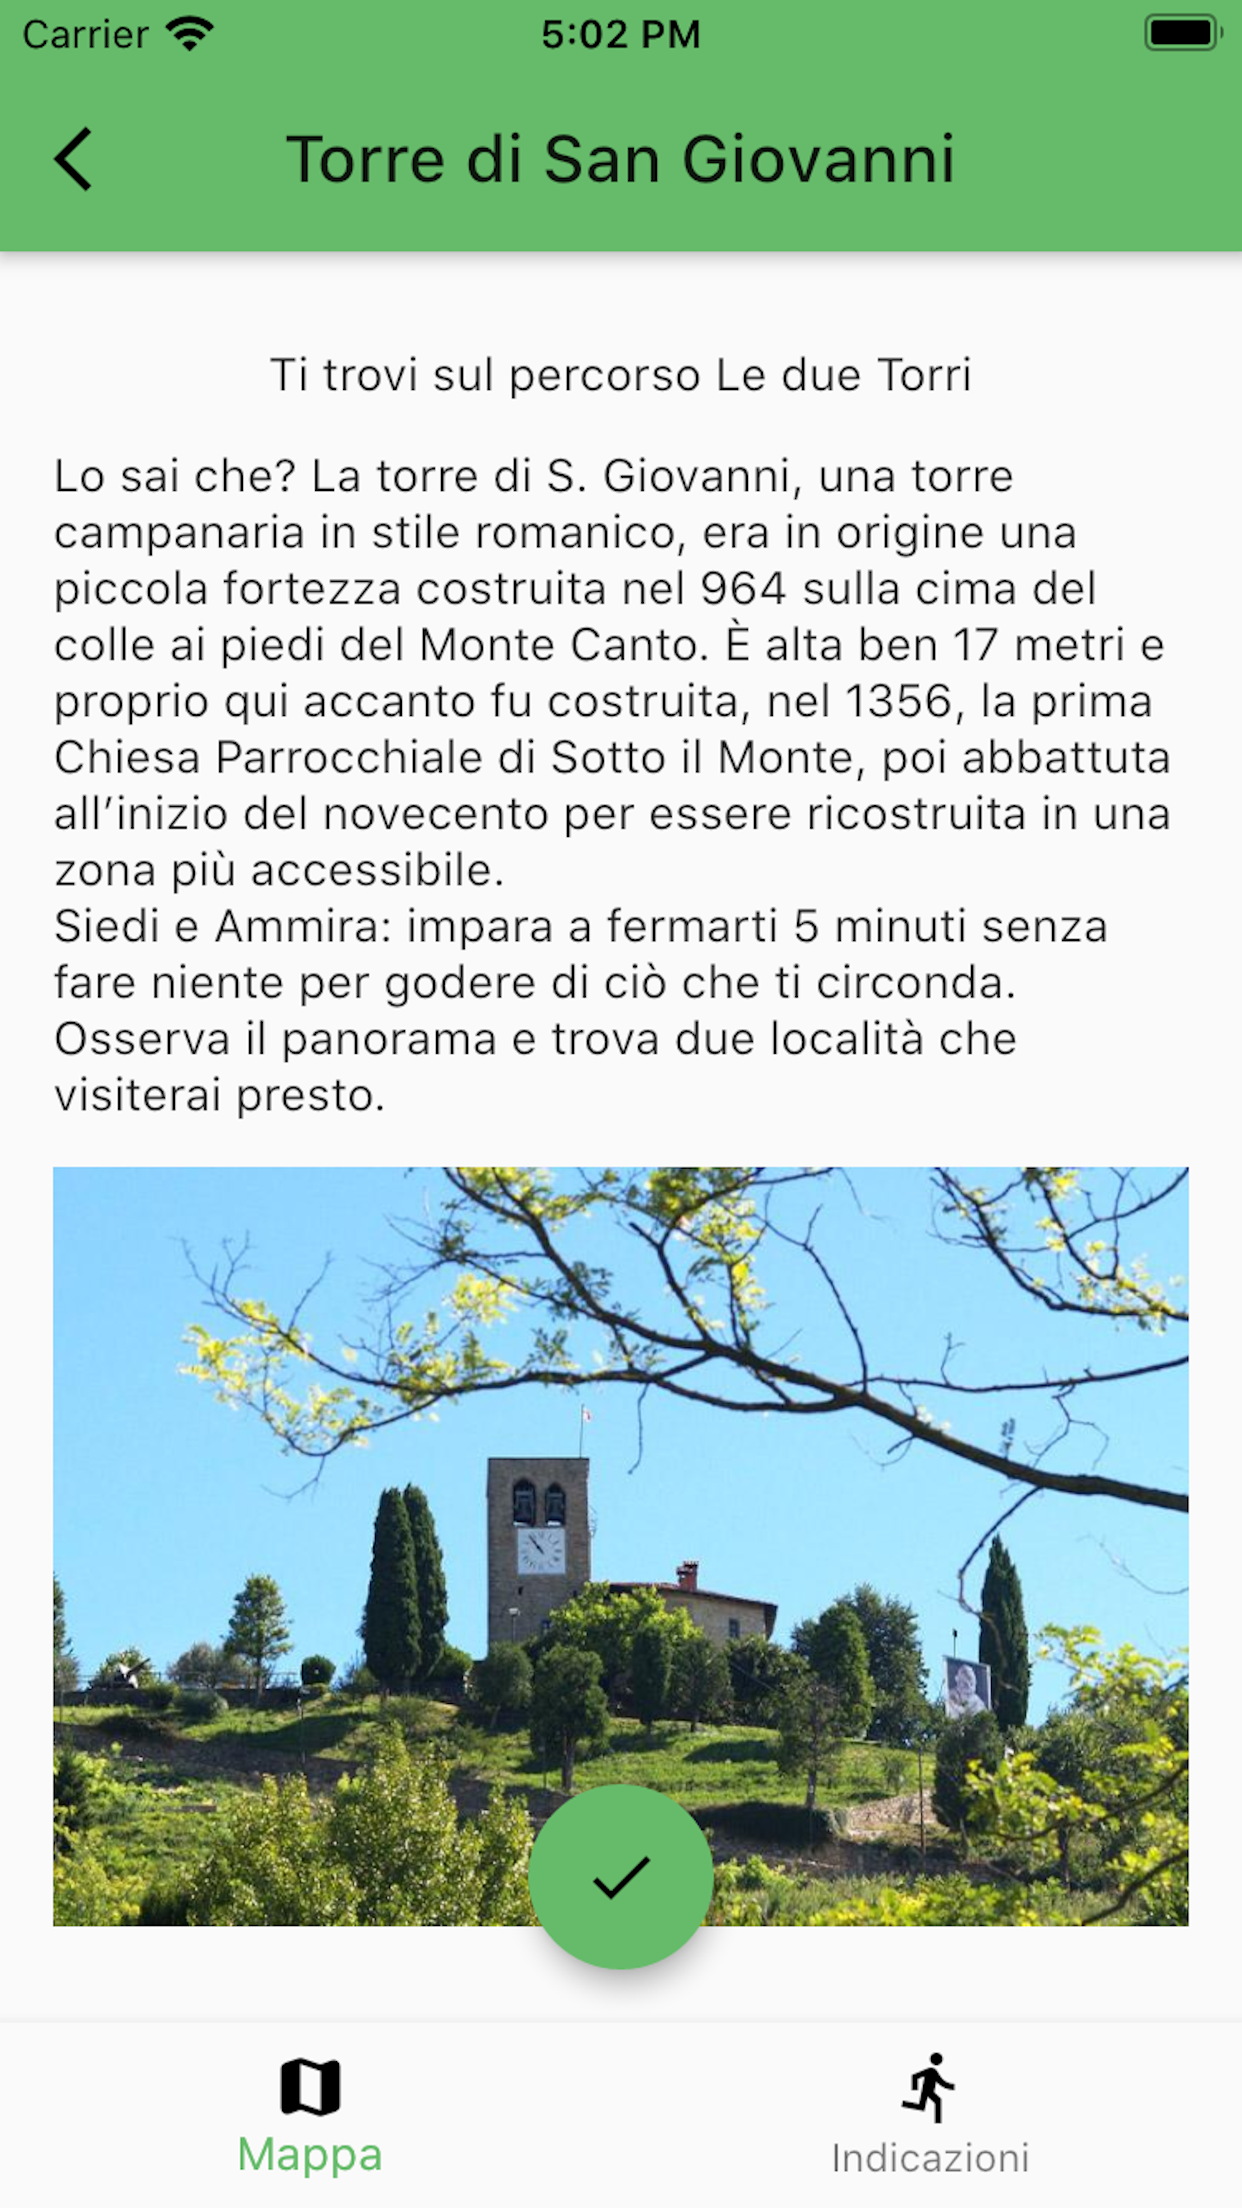 Carrier
5:02 PM
Torre di San Giovanni
Ti trovi sul percorso Le due Torri
Lo sai che? La torre di S. Giovanni, una torre
campanaria in stile romanico, era in origine una
piccola fortezza costruita nel 964 sulla cima del
colle ai piedi del Monte Canto. È alta ben 17 metri e
proprio qui accanto fu costruita, nel 1356, la prima
Chiesa Parrocchiale di Sotto il Monte, poi abbattuta
all’inizio del novecento per essere ricostruita in una
zona più accessibile.
Siedi e Ammira: impara a fermarti 5 minuti senza
fare niente per godere di ciò che ti circonda.
Osserva il panorama e trova due località che
visiterai presto.
Mappa
Indicazioni